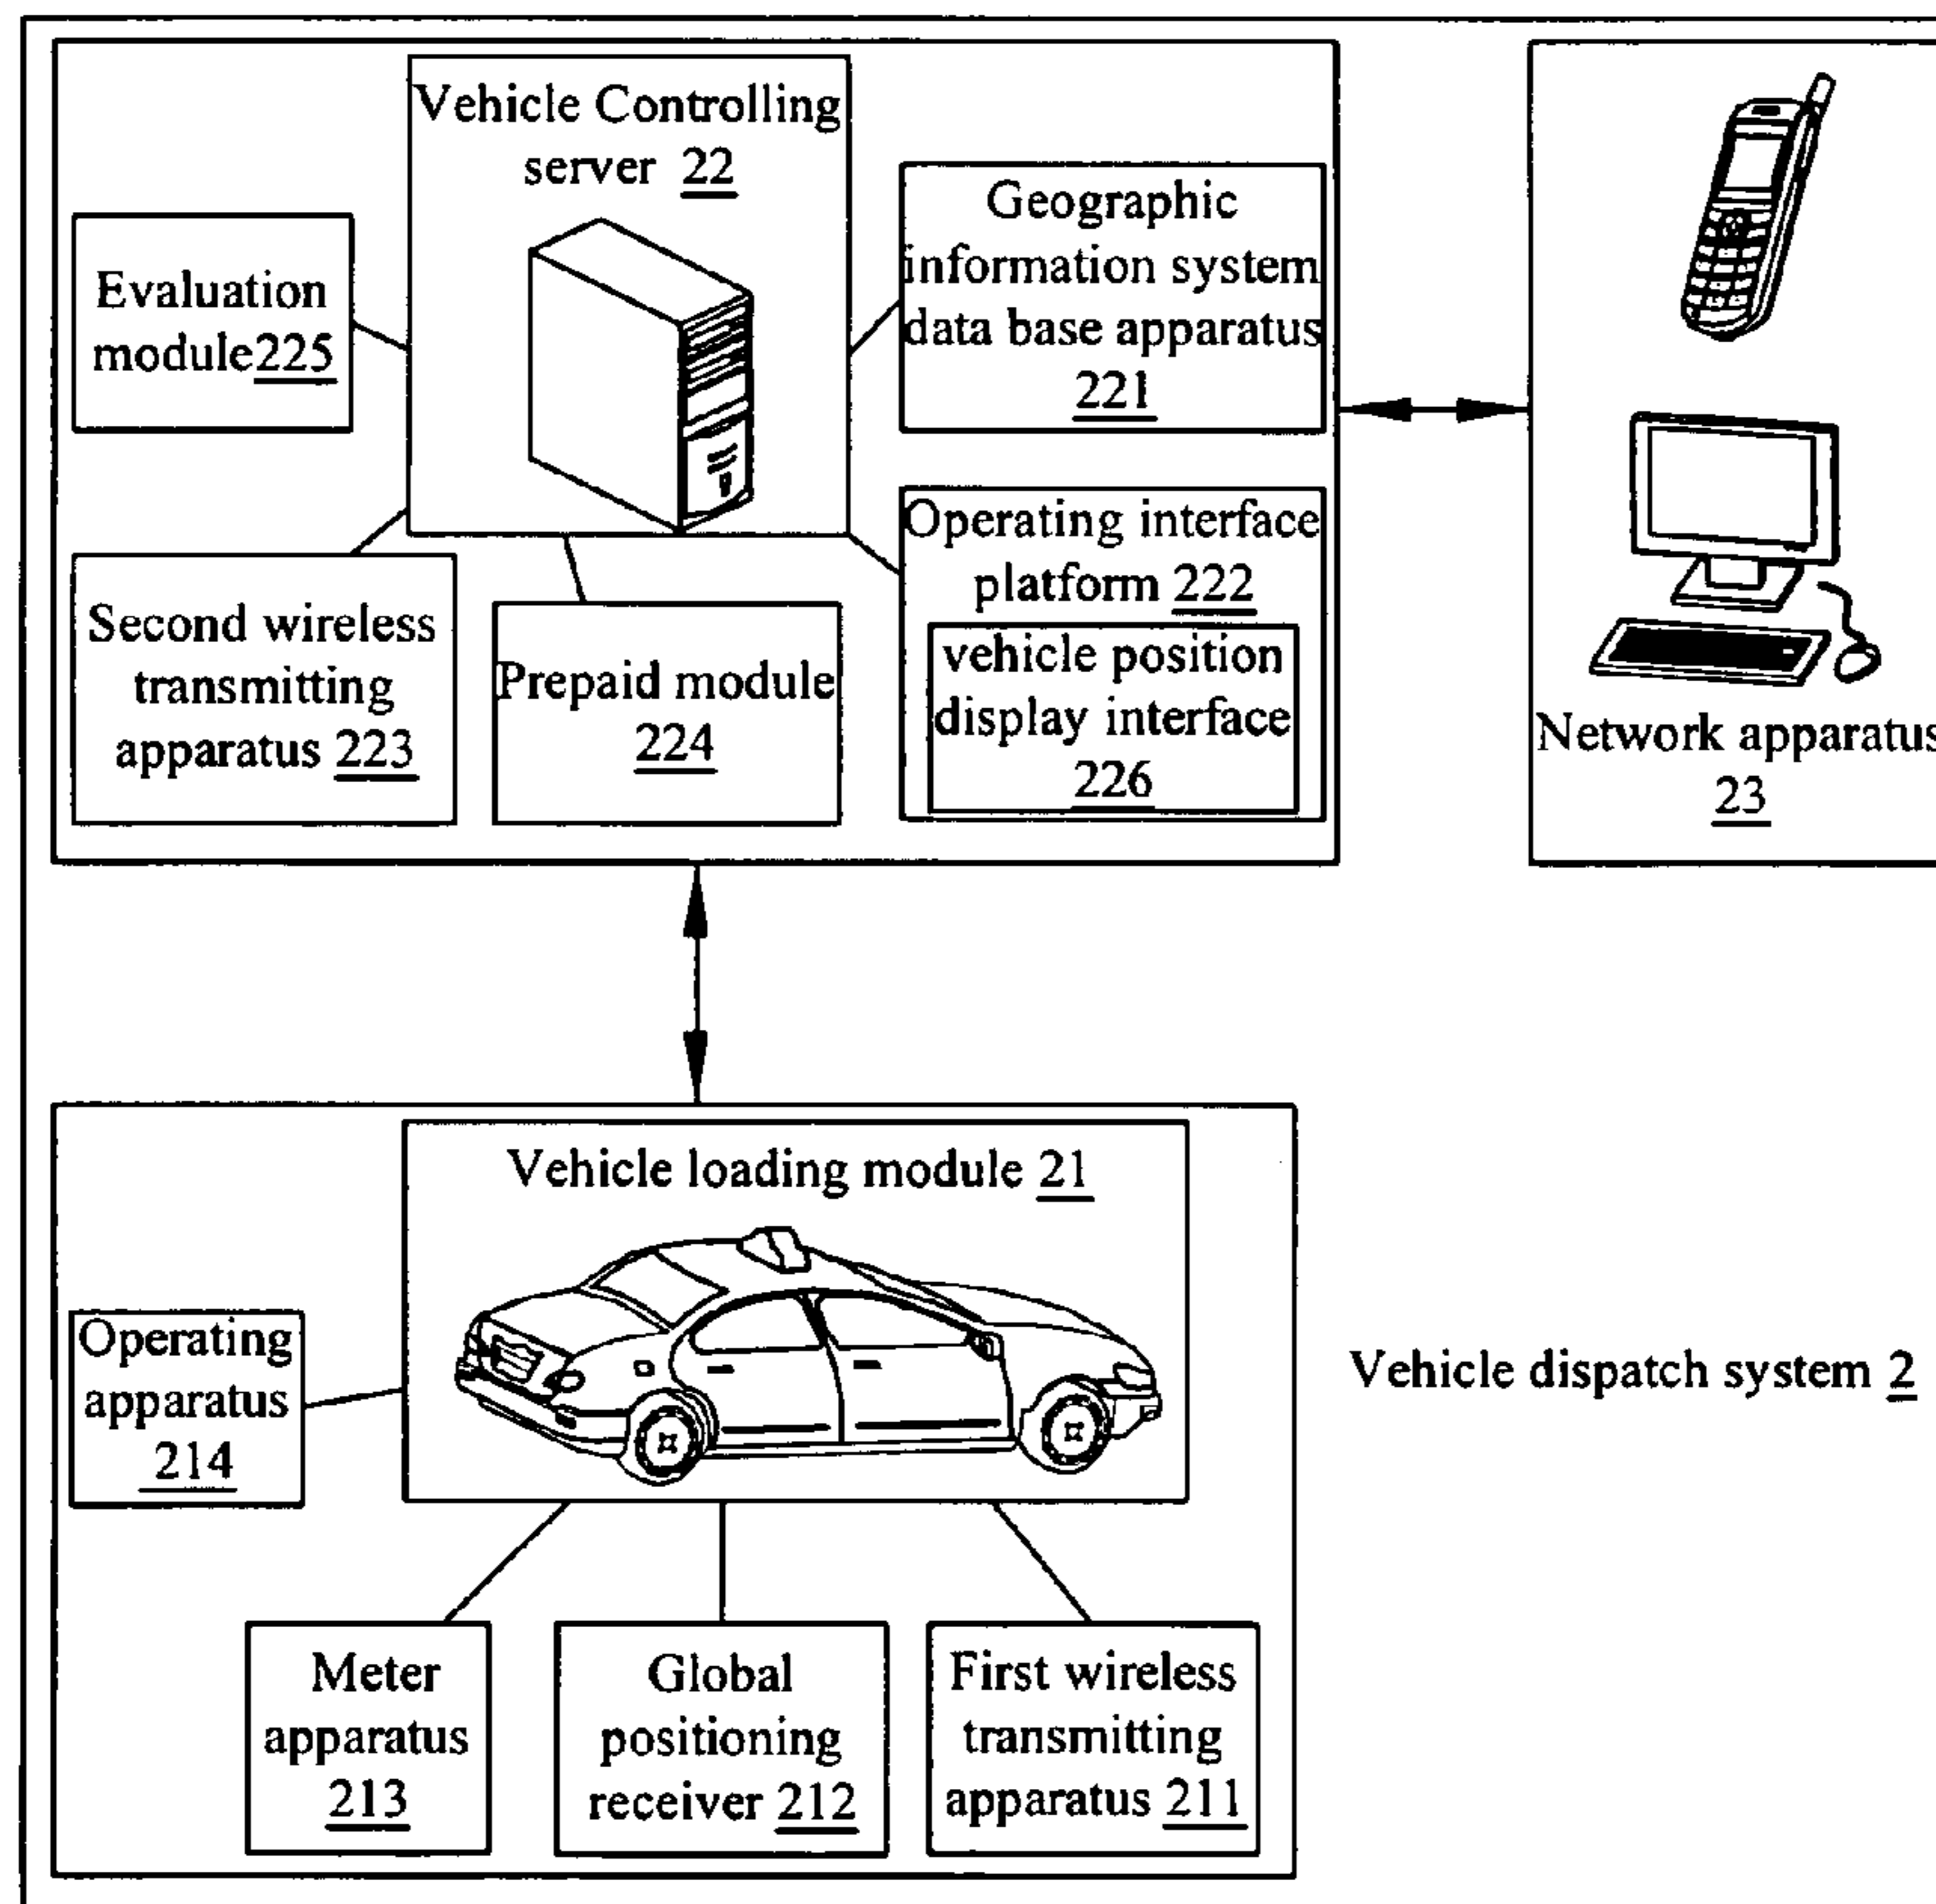 Vehicle Controlling
server 22
Evaluation
module225
Geographic
information system
data base apparatus
221
Second wireless
transmitting
apparatus 223
Prepaid module
224
Operating interface
platform 222
vehicle position
display interface
226
Network apparatus
23
Vehicle loading module 21
Operating
apparatus
214
Vehicle dispatch system 2
Meter
apparatus
213
Global
positioning
receiver 212
First wireless
transmitting
apparatus 211